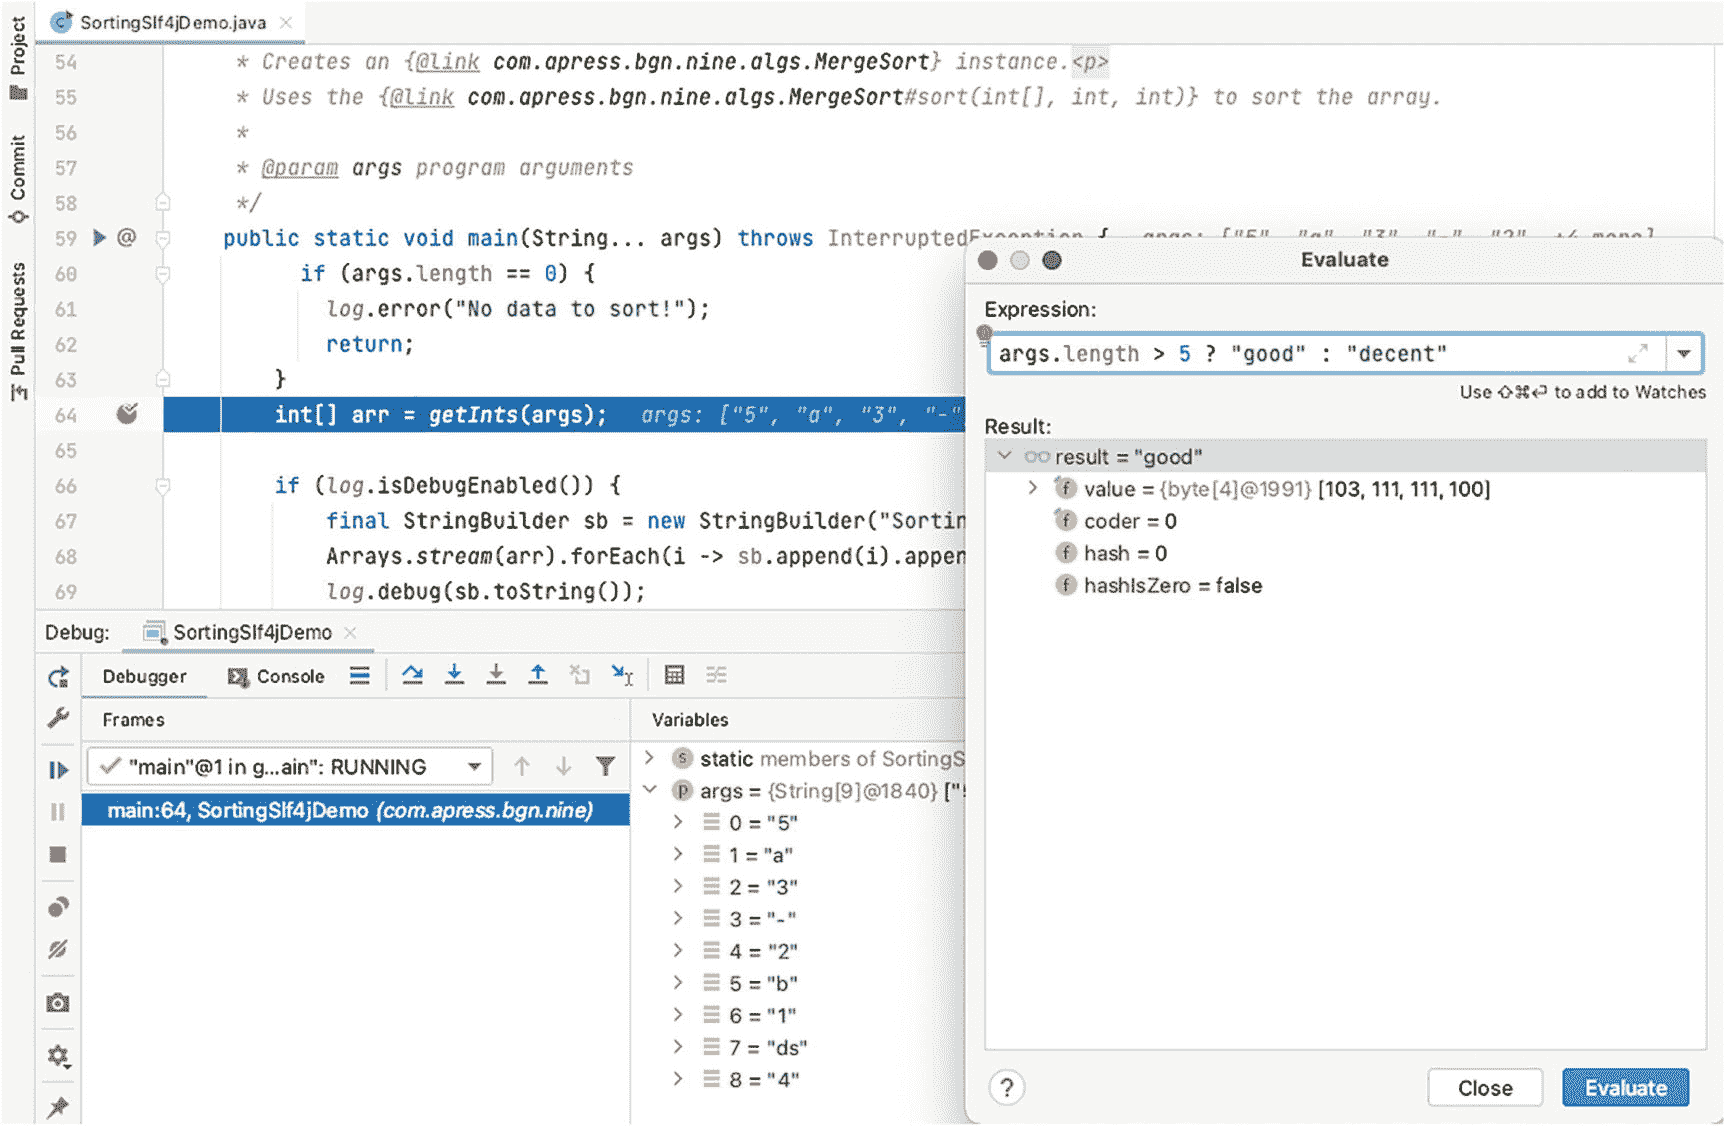 SortingSlf4jDemo.java
Project
Commit
Pull Requests
54 * Creates an {@link com.apress.bgn.nine.algs.MergeSort} instance.<p>
55 * Uses the {@link com.apress.bgn.nine.algs.MergeSort#sort(int[], int, int)} to sort the array.
56 *
57 * @param args program arguments
58 */
59 @ public static void main(String... args) throws InterruptedException { args: ["5", "a", "3", "-", "2", +4 more]
60 if (args.length == 0) {
61 log.error("No data to sort!");
62 return;
63 }
64 int[] arr = getInts(args); args: ["5", "a", "3", "-"
65
66 if (log.isDebugEnabled()) {
67 final StringBuilder sb = new StringBuilder("Sortin
68 Arrays.stream(arr).forEach(i -> sb.append(i).appen
69 log.debug(sb.toString());
Evaluate
Expression:
args.length > 5 ? "good" : "decent"
Use ⇧⌘⏎ to add to Watches
Result:
result = "good"
value = {byte[4]@1991} [103, 111, 111, 100]
coder = 0
hash = 0
hashIsZero = false
? Close Evaluate
Debug: SortingSlf4jDemo
Debugger Console
Frames
"main"@1 in g...ain": RUNNING
main:64, SortingSlf4jDemo (com.apress.bgn.nine)
Variables
static members of SortingS
args = {String[9]@1840} ["
0 = "5"
1 = "a"
2 = "3"
3 = "-"
4 = "2"
5 = "b"
6 = "1"
7 = "ds"
8 = "4"